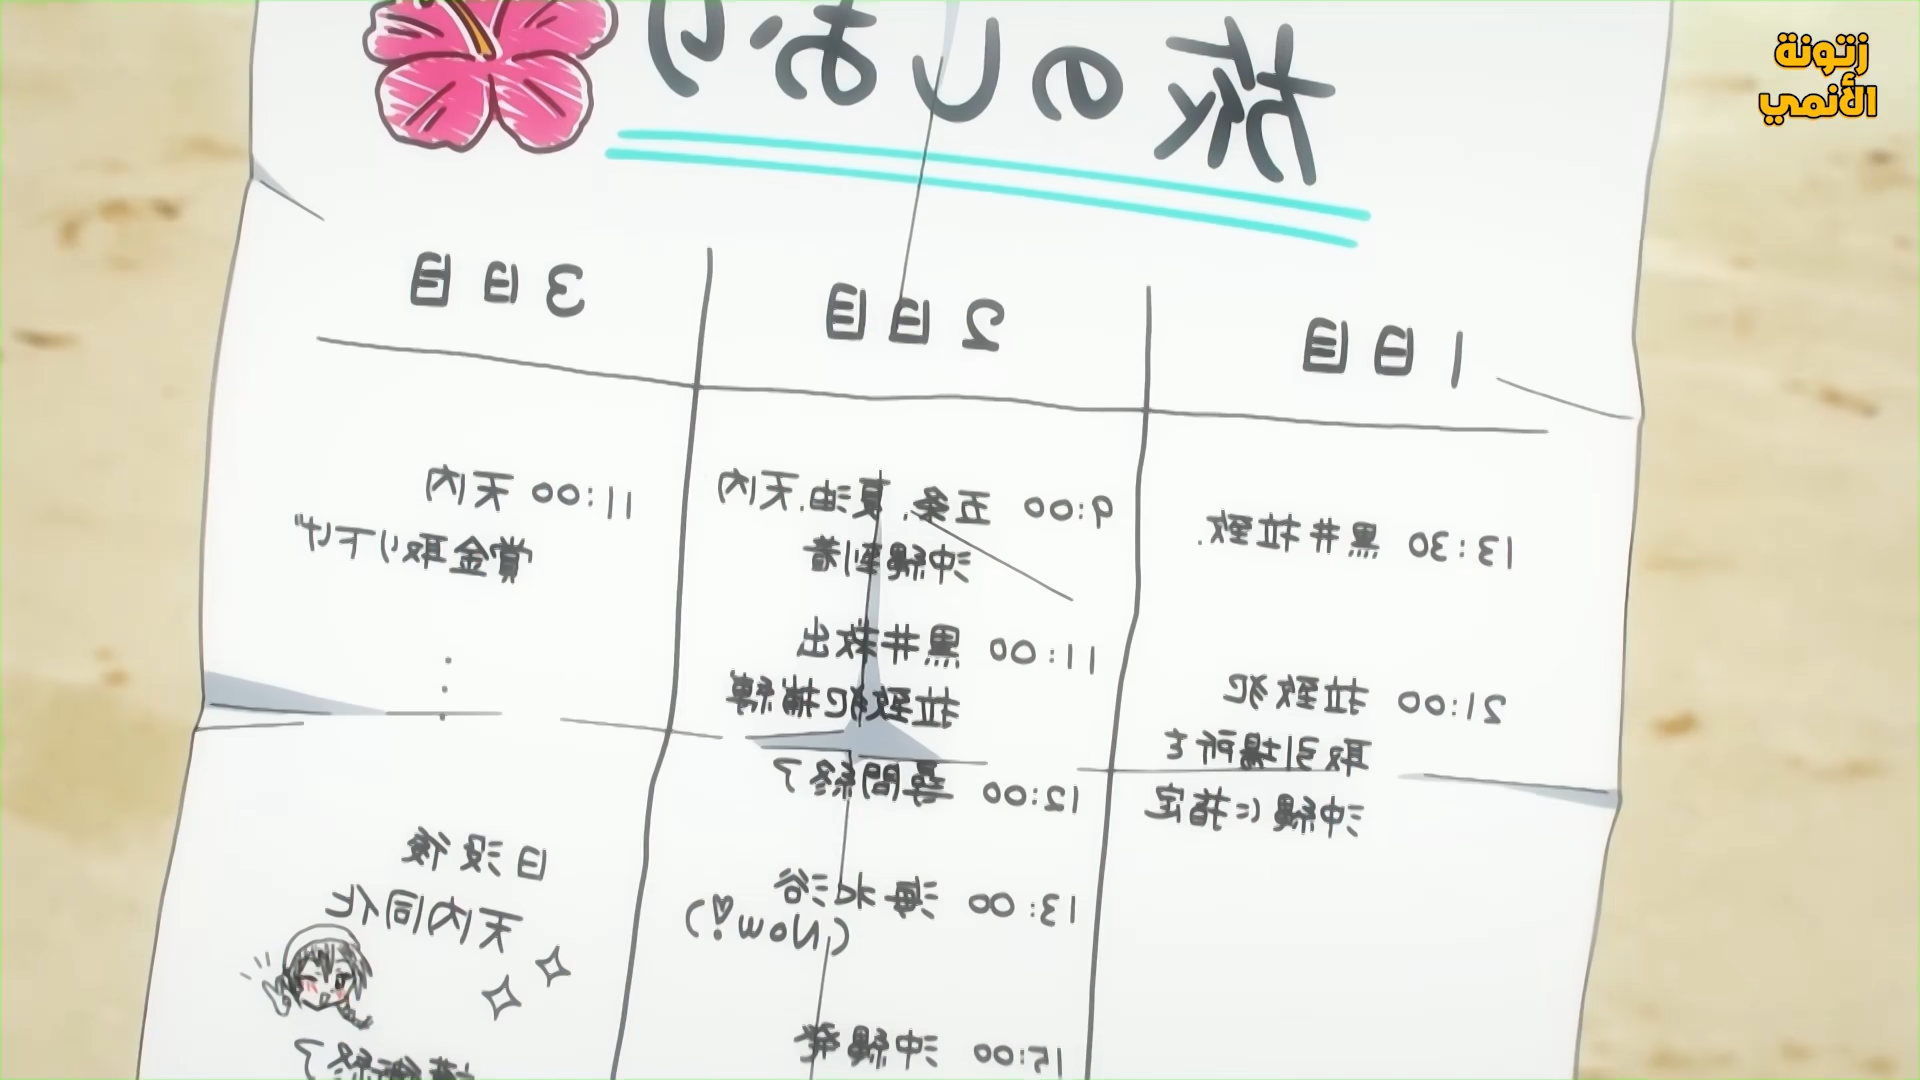 زتونة
الأنمي
旅のしおり
1日目
13:30 黒井拉致.
21:00 拉致犯
取引場所を
沖縄に指定
2日目
9:00 五条.夏油.天内
沖縄到着
11:00 黒井救出
拉致犯捕縛
12:00 尋問終了
13:00 海水浴
(Now!♡)
15:00 沖縄発
3日目
11:00 天内
賞金取り下げ
日没後
天内同化
護衛終了